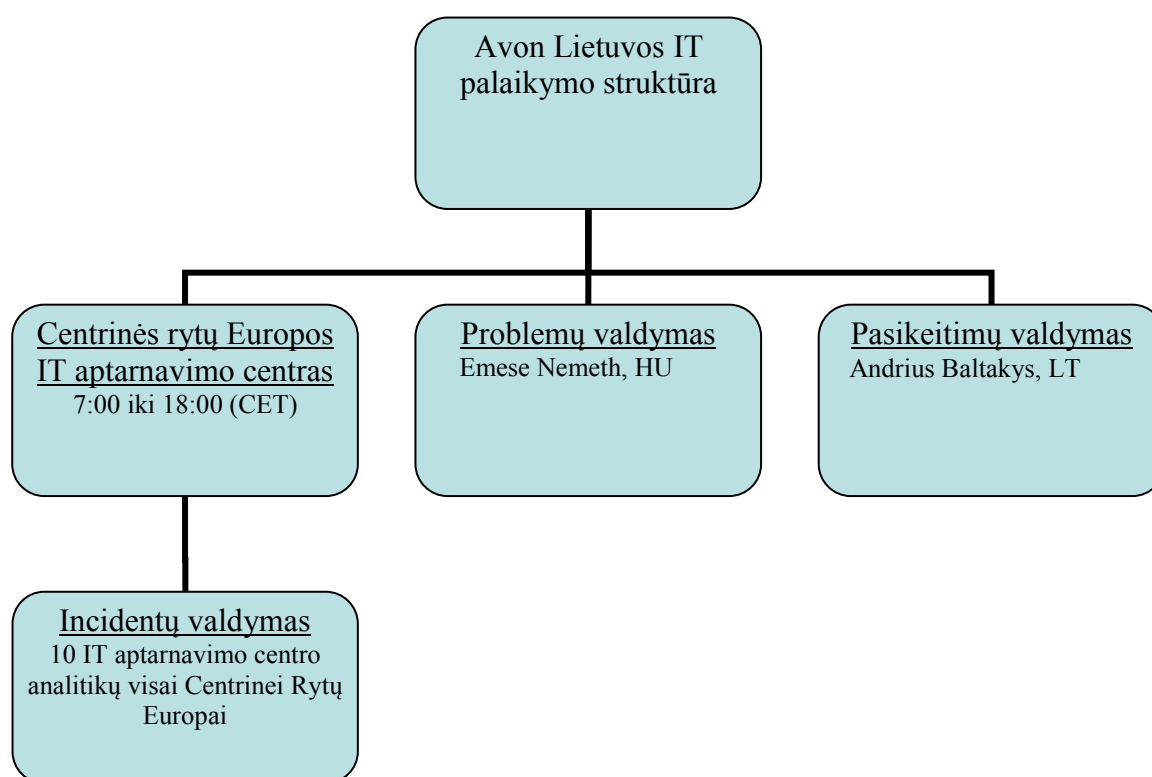 Avon Lietuvos IT
palaikymo struktūra
Centrinės rytų Europos
IT aptarnavimo centras
7:00 iki 18:00 (CET)
Problemų valdymas
Emese Nemeth, HU
Pasikeitimų valdymas
Andrius Baltakys, LT
Incidentų valdymas
10 IT aptarnavimo centro
analitikų visai Centrinei Rytų
Europai